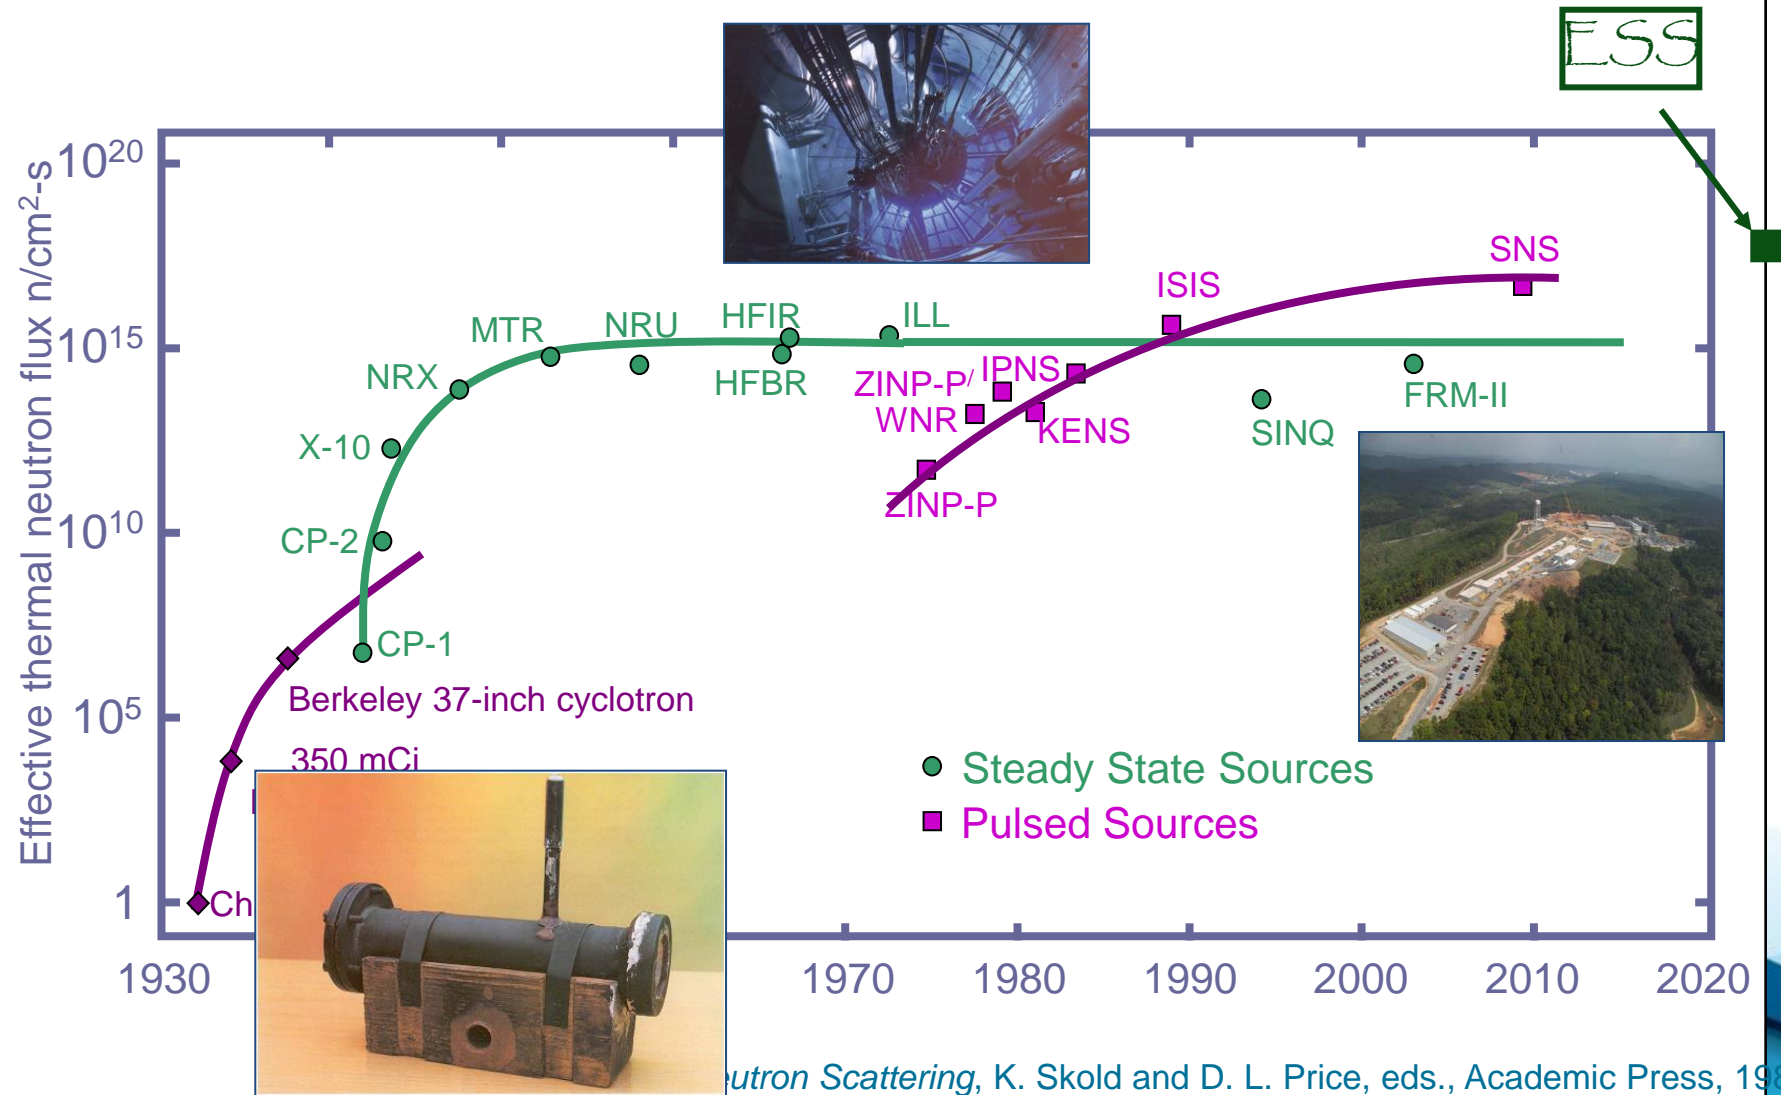 ESS
Effective thermal neutron flux n/cm²-s
10²⁰
10¹⁵
10¹⁰
10⁵
1
SNS
ISIS
MTR
NRU
HFIR
ILL
NRX
HFBR
ZINP-P/
IPNS
WNR
KENS
FRM-II
SINQ
X-10
ZINP-P
CP-2
CP-1
Berkeley 37-inch cyclotron
350 mCi
Steady State Sources
Pulsed Sources
1930
1970
1980
1990
2000
2010
2020
Scattering, K. Skold and D. L. Price, eds., Academic Press,